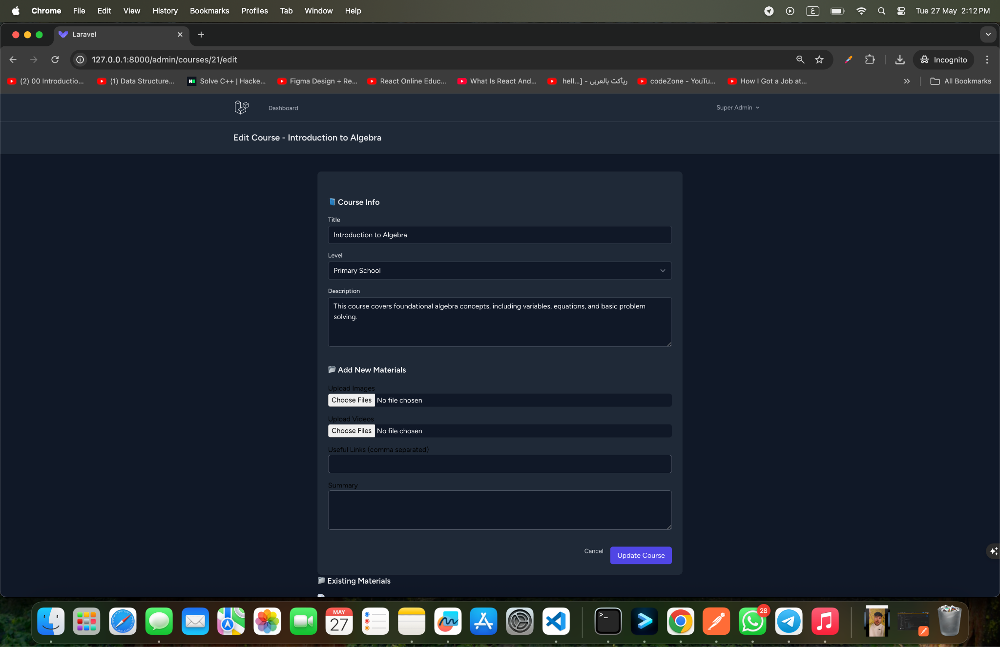 Chrome File Edit View History Bookmarks Profiles Tab Window Help
ع
Tue 27 May 2:12 PM
Laravel
127.0.0.1:8000/admin/courses/21/edit
Incognito
(2) 00 Introductio...
(1) Data Structure...
Solve C++ | Hacke...
Figma Design + Re...
React Online Educ...
What Is React And...
hell...] - رياكت بالعربى
codeZone - YouTu...
How I Got a Job at...
All Bookmarks
Dashboard
Super Admin
Edit Course - Introduction to Algebra
Course Info
Title
Introduction to Algebra
Level
Primary School
Description
This course covers foundational algebra concepts, including variables, equations, and basic problem
solving.
Add New Materials
Upload Images
Choose Files No file chosen
Upload Videos
Choose Files No file chosen
Useful Links (comma separated)
Summary
Cancel
Update Course
Existing Materials
MAY
27
28